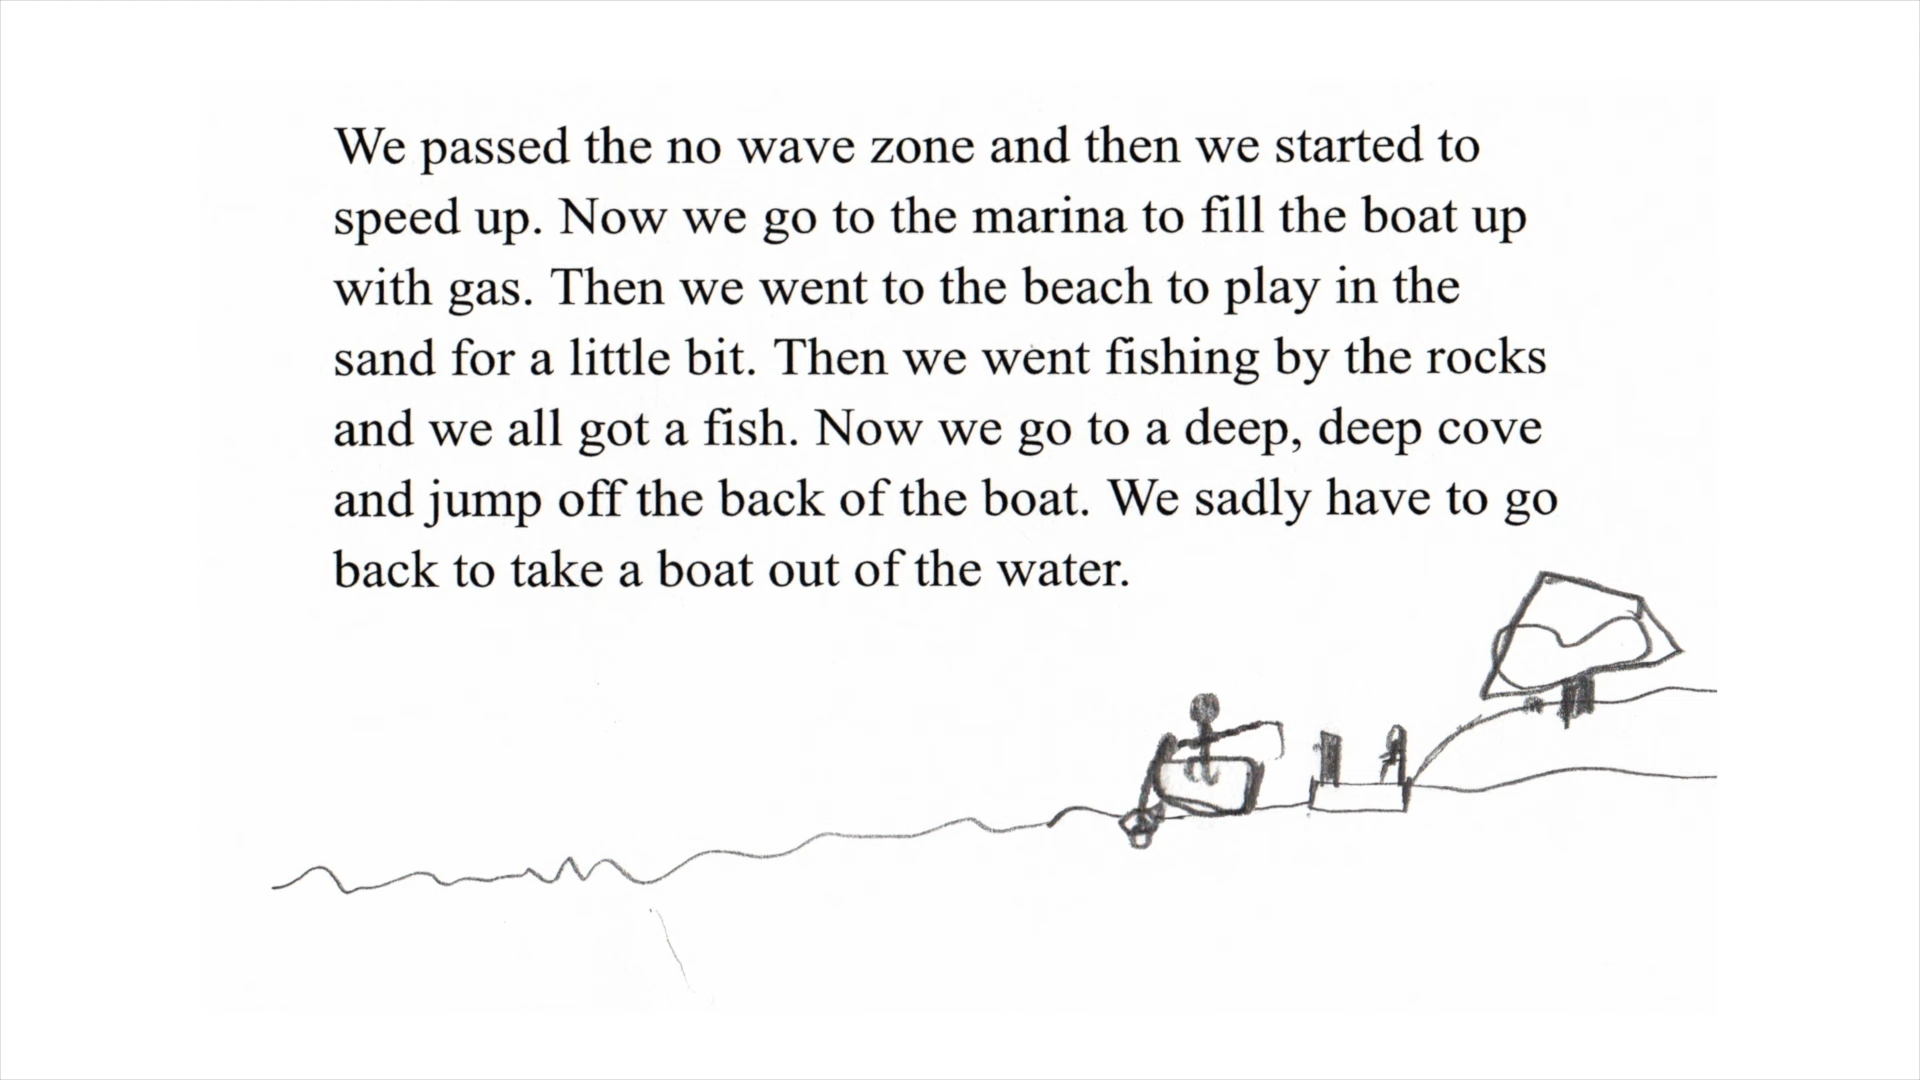 We passed the no wave zone and then we started to
speed up. Now we go to the marina to fill the boat up
with gas. Then we went to the beach to play in the
sand for a little bit. Then we went fishing by the rocks
and we all got a fish. Now we go to a deep, deep cove
and jump off the back of the boat. We sadly have to go
back to take a boat out of the water.